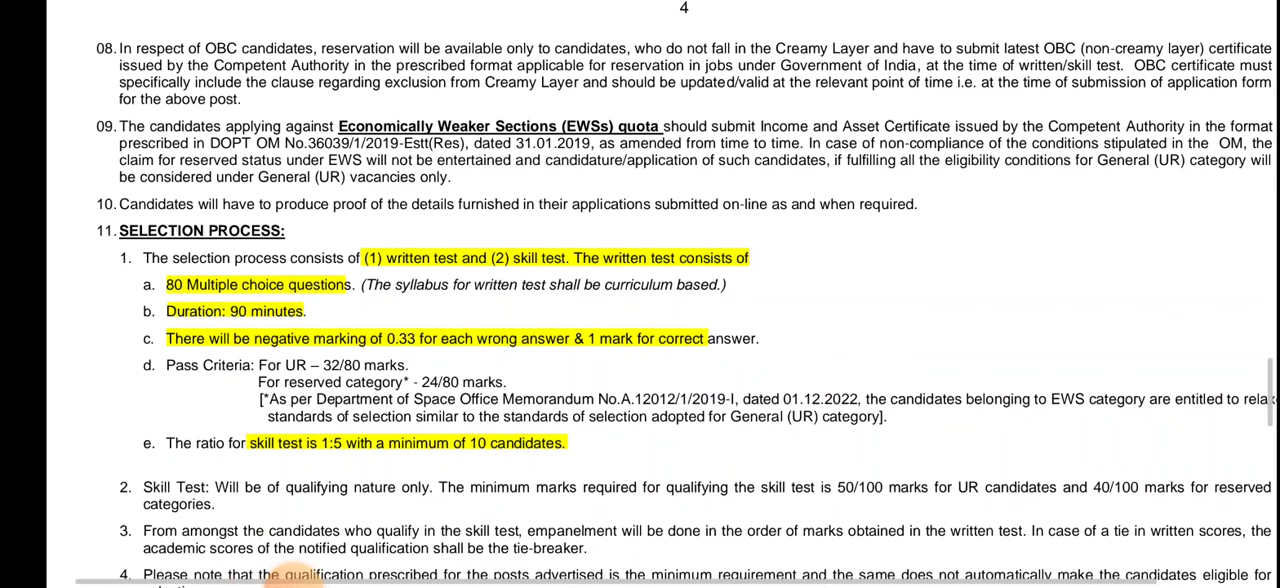 4
08. In respect of OBC candidates, reservation will be available only to candidates, who do not fall in the Creamy Layer and have to submit latest OBC (non-creamy layer) certificate
issued by the Competent Authority in the prescribed format applicable for reservation in jobs under Government of India, at the time of written/skill test. OBC certificate must
specifically include the clause regarding exclusion from Creamy Layer and should be updated/valid at the relevant point of time i.e. at the time of submission of application form
for the above post.
09. The candidates applying against Economically Weaker Sections (EWSs) quota should submit Income and Asset Certificate issued by the Competent Authority in the format
prescribed in DOPT OM No.36039/1/2019-Estt(Res), dated 31.01.2019, as amended from time to time. In case of non-compliance of the conditions stipulated in the OM, the
claim for reserved status under EWS will not be entertained and candidature/application of such candidates, if fulfilling all the eligibility conditions for General (UR) category will
be considered under General (UR) vacancies only.
10. Candidates will have to produce proof of the details furnished in their applications submitted on-line as and when required.
11. SELECTION PROCESS:
1. The selection process consists of (1) written test and (2) skill test. The written test consists of
a. 80 Multiple choice questions. (The syllabus for written test shall be curriculum based.)
b. Duration: 90 minutes.
c. There will be negative marking of 0.33 for each wrong answer & 1 mark for correct answer.
d. Pass Criteria: For UR – 32/80 marks.
For reserved category* - 24/80 marks.
[*As per Department of Space Office Memorandum No.A.12012/1/2019-I, dated 01.12.2022, the candidates belonging to EWS category are entitled to
standards of selection similar to the standards of selection adopted for General (UR) category].
e. The ratio for skill test is 1:5 with a minimum of 10 candidates.
2. Skill Test: Will be of qualifying nature only. The minimum marks required for qualifying the skill test is 50/100 marks for UR candidates and 40/100 marks for reserved
categories.
3. From amongst the candidates who qualify in the skill test, empanelment will be done in the order of marks obtained in the written test. In case of a tie in written scores, the
academic scores of the notified qualification shall be the tie-breaker.
4. Please note that the qualification prescribed for the posts advertised is the minimum requirement and the same does not automatically make the candidates eligible for